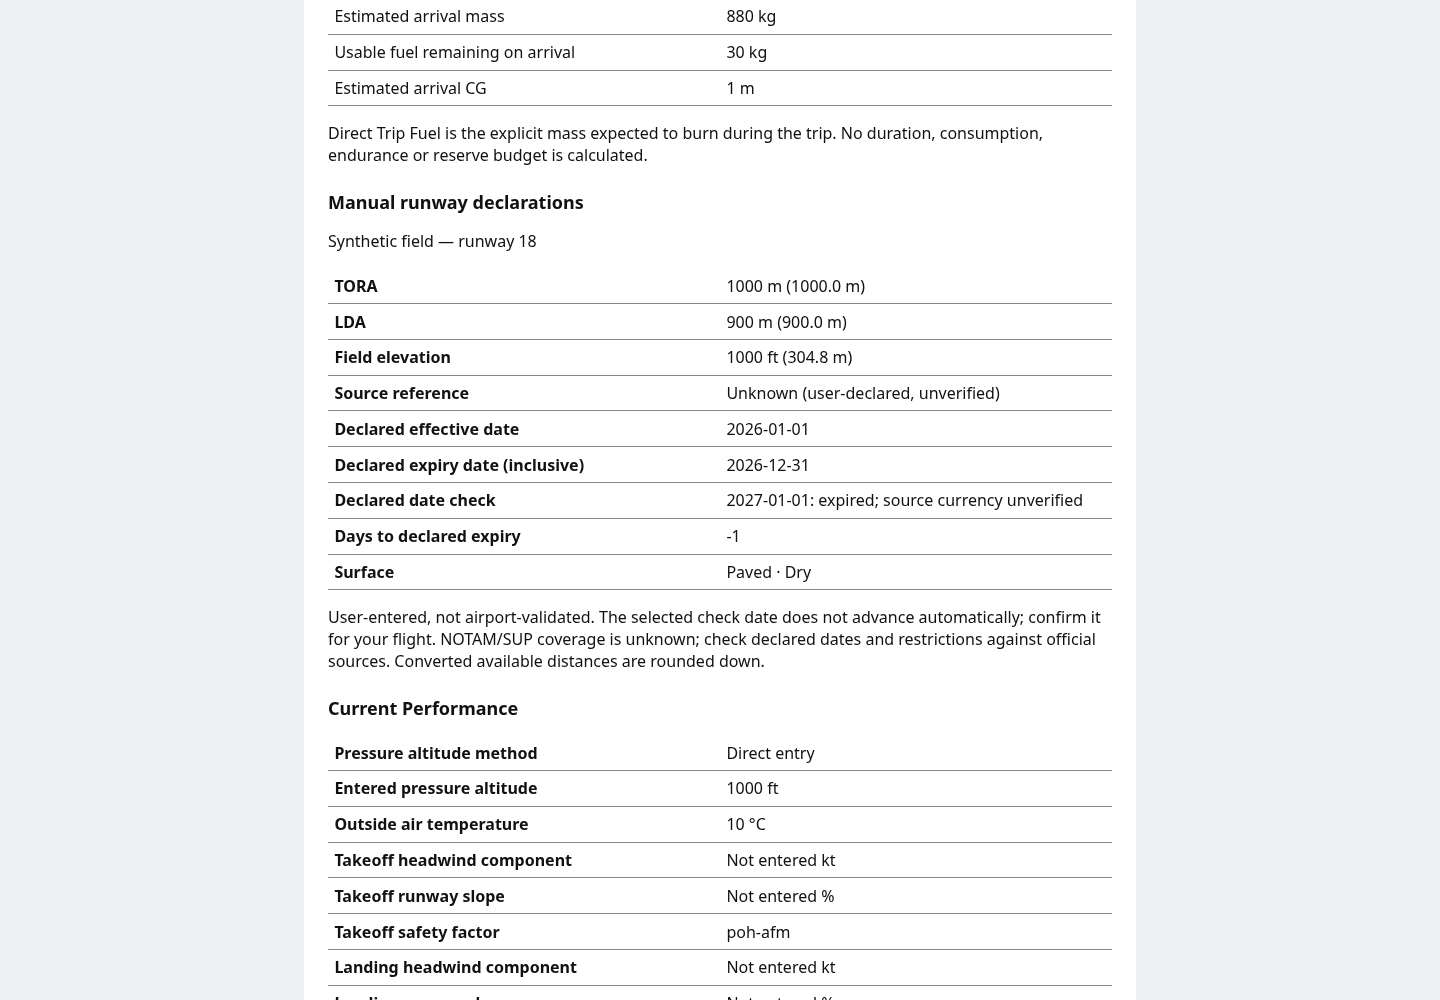 Estimated arrival mass 880 kg
Usable fuel remaining on arrival 30 kg
Estimated arrival CG 1 m
Direct Trip Fuel is the explicit mass expected to burn during the trip. No duration, consumption,
endurance or reserve budget is calculated.
Manual runway declarations
Synthetic field — runway 18
TORA 1000 m (1000.0 m)
LDA 900 m (900.0 m)
Field elevation 1000 ft (304.8 m)
Source reference Unknown (user-declared, unverified)
Declared effective date 2026-01-01
Declared expiry date (inclusive) 2026-12-31
Declared date check 2027-01-01: expired; source currency unverified
Days to declared expiry -1
Surface Paved · Dry
User-entered, not airport-validated. The selected check date does not advance automatically; confirm it
for your flight. NOTAM/SUP coverage is unknown; check declared dates and restrictions against official
sources. Converted available distances are rounded down.
Current Performance
Pressure altitude method Direct entry
Entered pressure altitude 1000 ft
Outside air temperature 10 °C
Takeoff headwind component Not entered kt
Takeoff runway slope Not entered %
Takeoff safety factor poh-afm
Landing headwind component Not entered kt